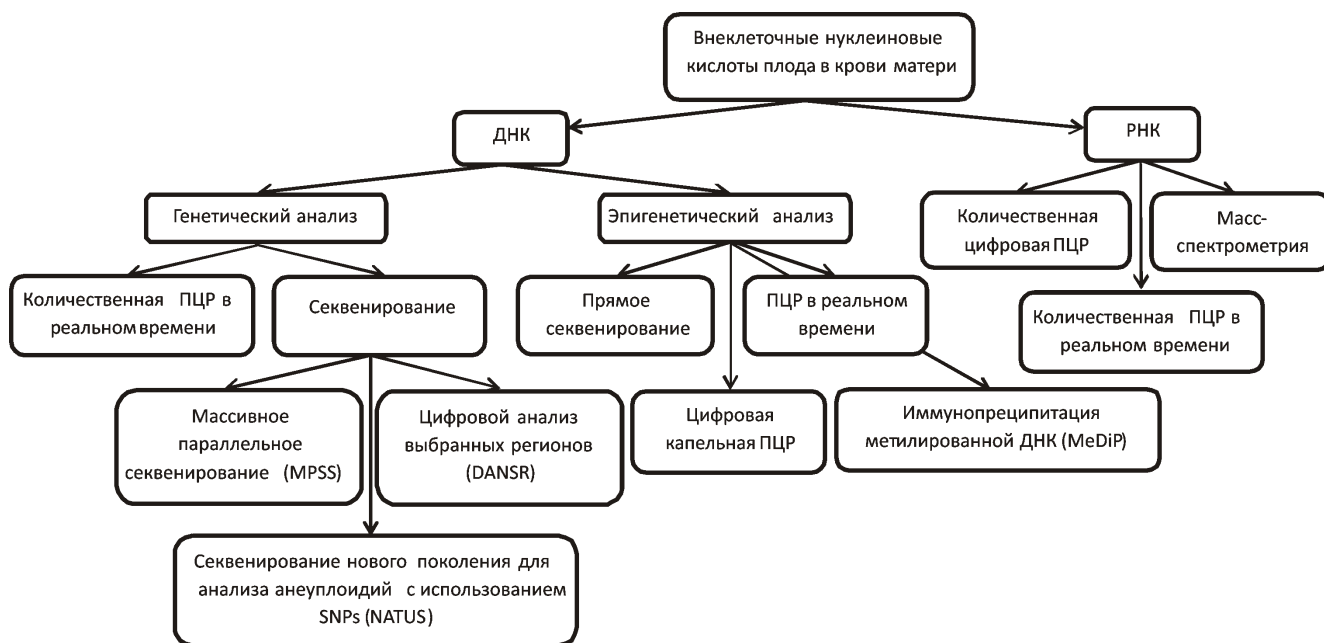 Внеклеточные нуклеиновые
кислоты плода в крови матери
ДНК
РНК
Генетический анализ
Эпигенетический анализ
Количественная
цифровая ПЦР
Масс-
спектрометрия
Количественная ПЦР в
реальном времени
Секвенирование
Прямое
секвенирование
ПЦР в реальном
времени
Количественная ПЦР в
реальном времени
Массивное
параллельное
секвенирование (MPSS)
Цифровой анализ
выбранных регионов
(DANSR)
Цифровая
капельная ПЦР
Иммунопреципитация
метилированной ДНК (MeDiP)
Секвенирование нового поколения для
анализа анеуплоидий с использованием
SNPs (NATUS)